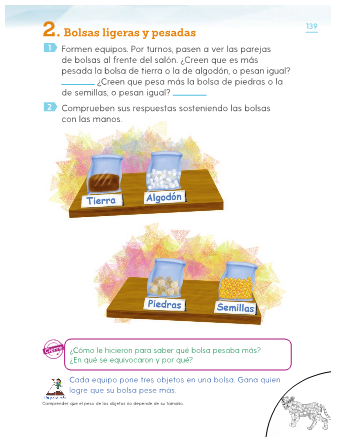 139
2. Bolsas ligeras y pesadas
1 Formen equipos. Por turnos, pasen a ver las parejas
de bolsas al frente del salón. ¿Creen que es más
pesada la bolsa de tierra o la de algodón, o pesan igual?
________ ¿Creen que pesa más la bolsa de piedras o la
de semillas, o pesan igual? ________
2 Comprueben sus respuestas sosteniendo las bolsas
con las manos.
Tierra
Algodón
Piedras
Semillas
Cierre
¿Cómo le hicieron para saber qué bolsa pesaba más?
¿En qué se equivocaron y por qué?
Cada equipo pone tres objetos en una bolsa. Gana quien
logre que su bolsa pese más.
Comprender que el peso de los objetos no depende de su tamaño.